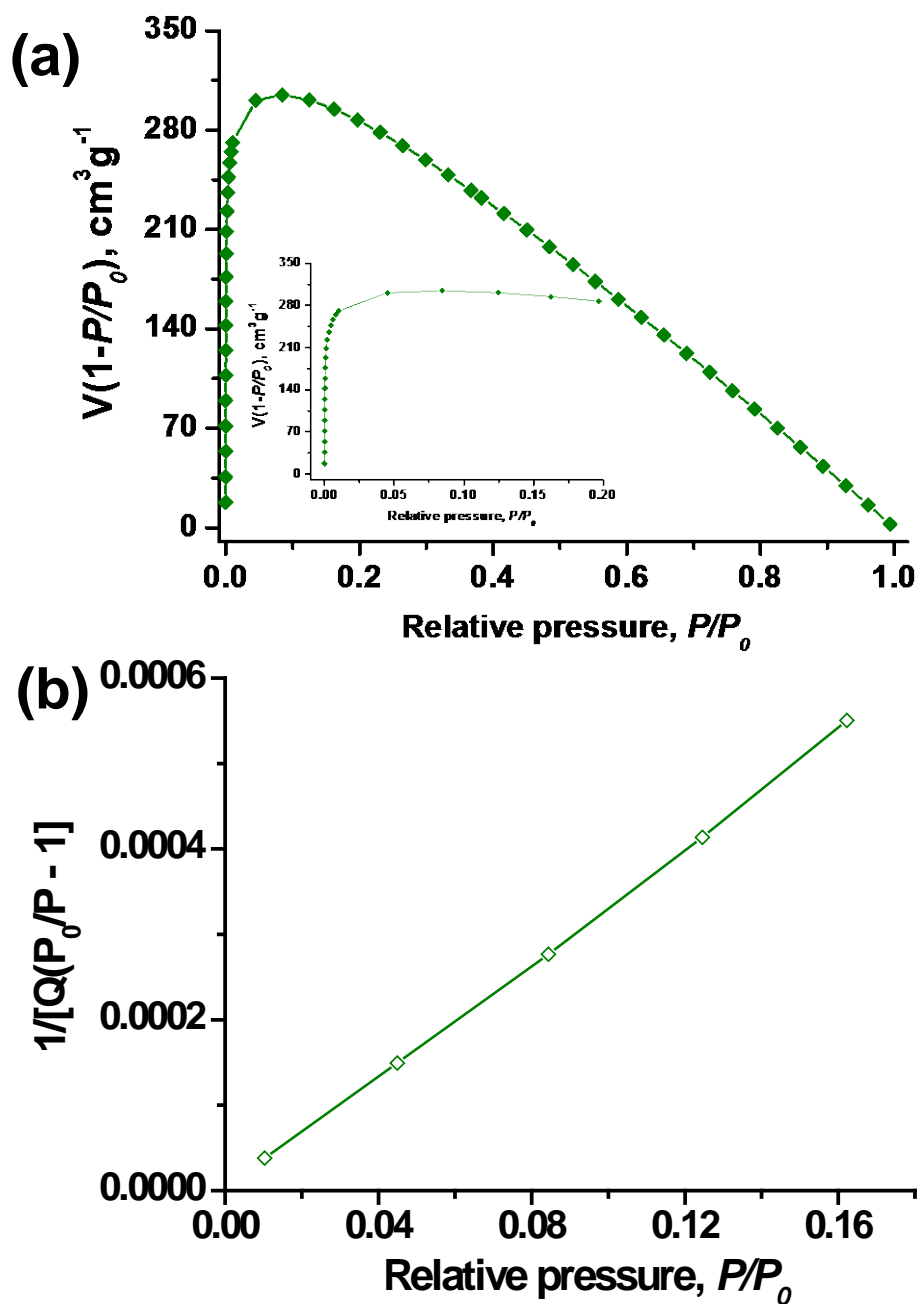 (a)
350
280
210
140
70
0
V(1-P/P₀), cm³g⁻¹
0.0 0.2 0.4 0.6 0.8 1.0
Relative pressure, P/P₀
350
280
210
140
70
0
V(1-P/P₀), cm³g⁻¹
0.00 0.05 0.10 0.15 0.20
Relative pressure, P/P₀
(b)
0.0006
0.0004
0.0002
0.0000
1/[Q(P₀/P - 1]
0.00 0.04 0.08 0.12 0.16
Relative pressure, P/P₀